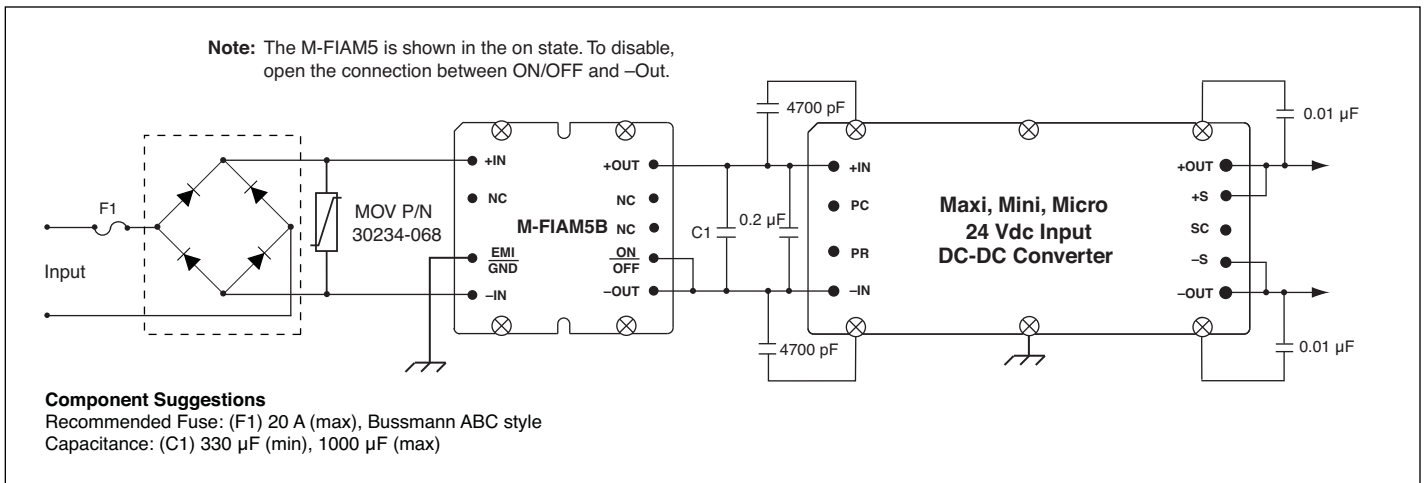 Note: The M-FIAM5 is shown in the on state. To disable,
open the connection between ON/OFF and –Out.
F1
Input
MOV P/N
30234-068
+IN
NC
EMI
GND
–IN
M-FIAM5B
+OUT
NC
NC
ON
OFF
–OUT
4700 pF
C1
0.2 µF
4700 pF
+IN
PC
PR
–IN
Maxi, Mini, Micro
24 Vdc Input
DC-DC Converter
+OUT
+S
SC
–S
–OUT
0.01 µF
0.01 µF
Component Suggestions
Recommended Fuse: (F1) 20 A (max), Bussmann ABC style
Capacitance: (C1) 330 µF (min), 1000 µF (max)